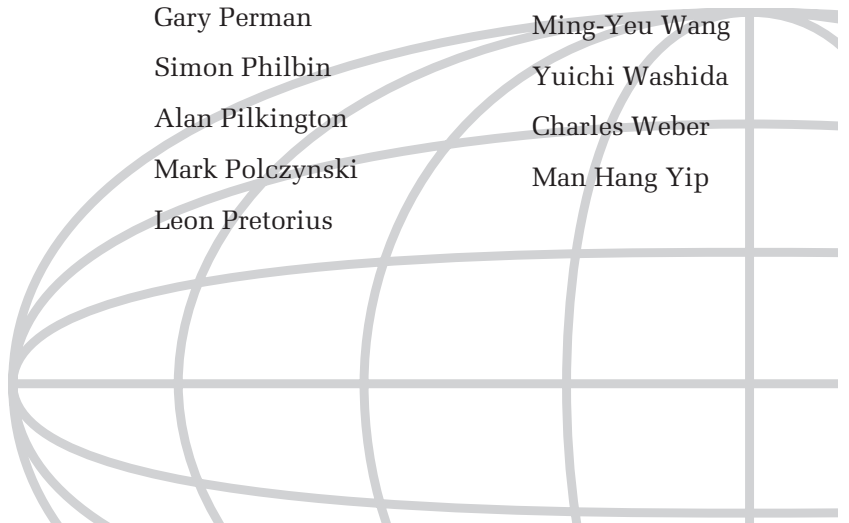 Gary Perman
Simon Philbin
Alan Pilkington
Mark Polczynski
Leon Pretorius
Ming-Yeu Wang
Yuichi Washida
Charles Weber
Man Hang Yip